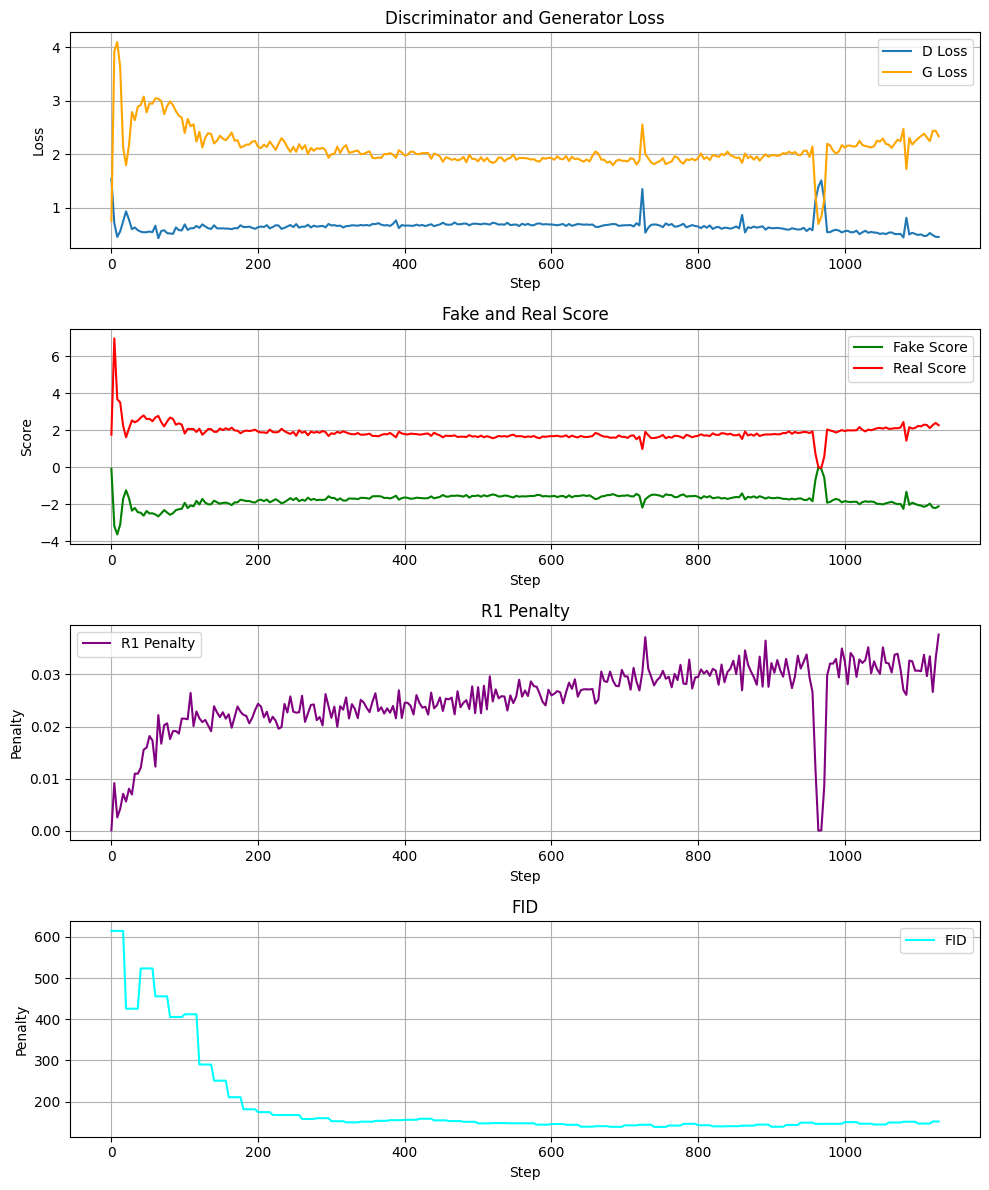 Discriminator and Generator Loss
D Loss
G Loss
4
3
2
1
Loss
0
200
400
600
800
1000
Step
Fake and Real Score
Fake Score
Real Score
6
4
2
0
−2
−4
Score
0
200
400
600
800
1000
Step
R1 Penalty
R1 Penalty
0.03
0.02
0.01
0.00
Penalty
0
200
400
600
800
1000
Step
FID
FID
600
500
400
300
200
Penalty
0
200
400
600
800
1000
Step